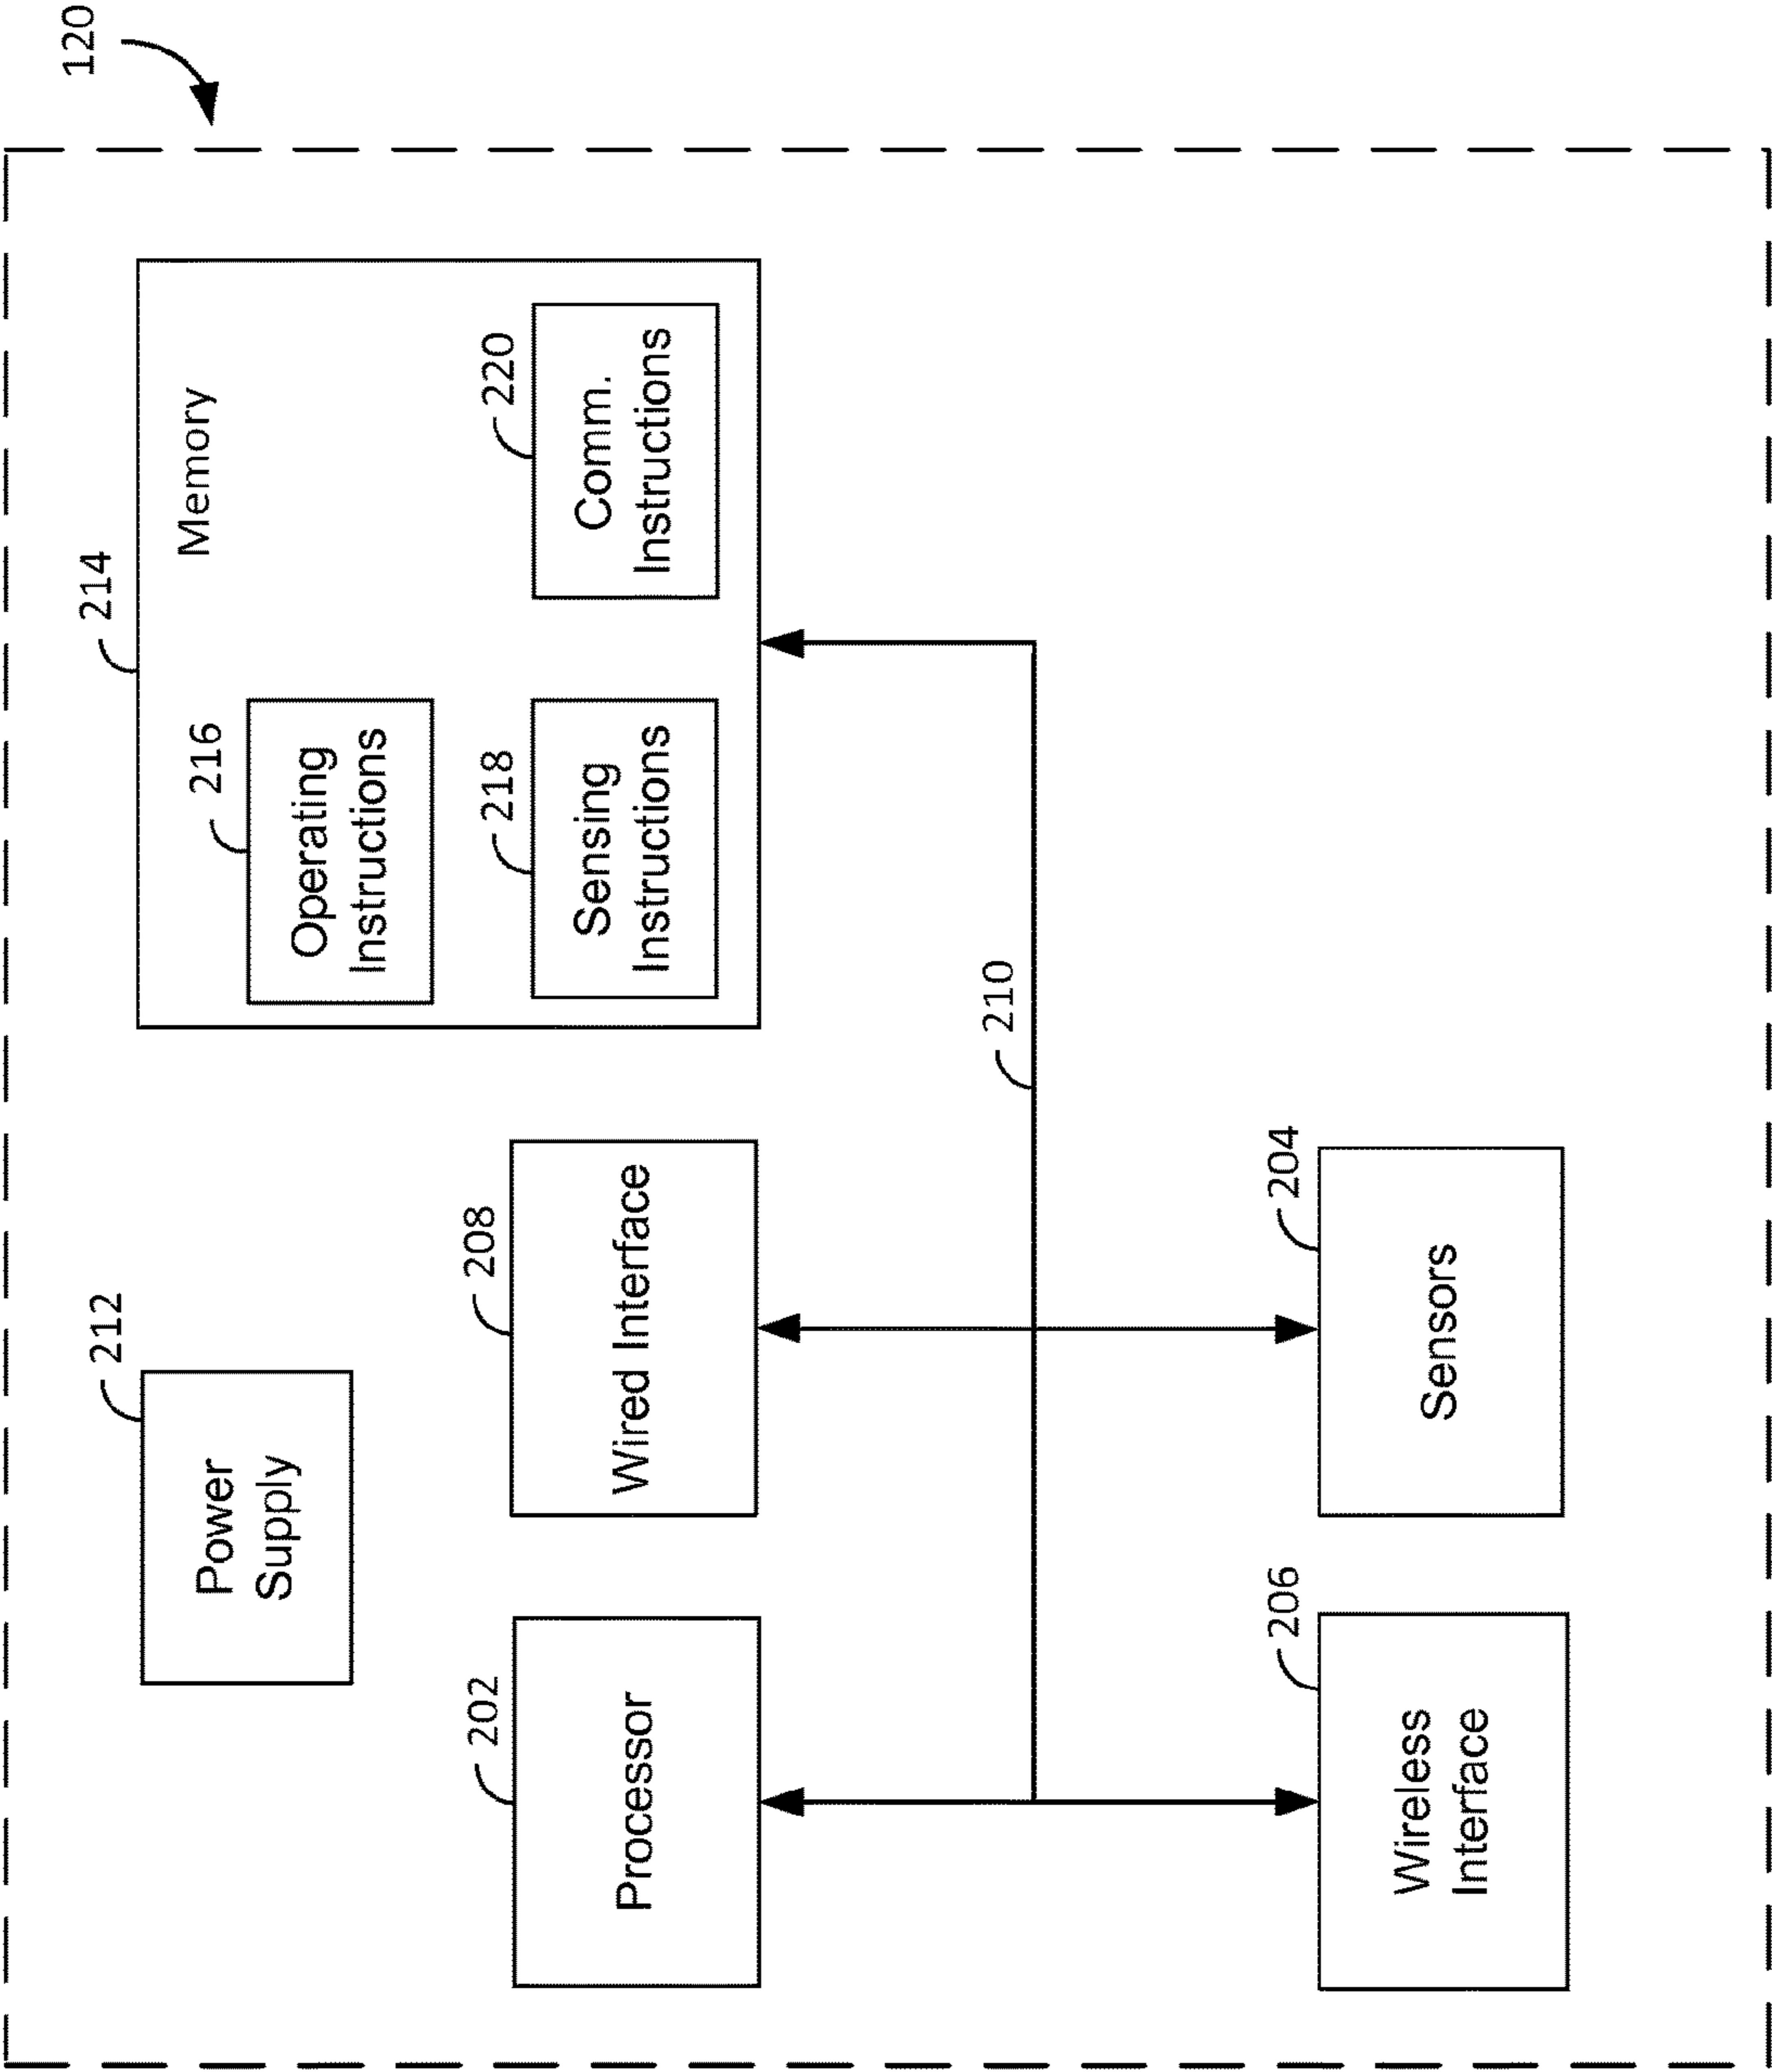 120
212
Power
Supply
214
Memory
216
Operating
Instructions
218
Sensing
Instructions
220
Comm.
Instructions
202
Processor
208
Wired Interface
210
206
Wireless
Interface
204
Sensors